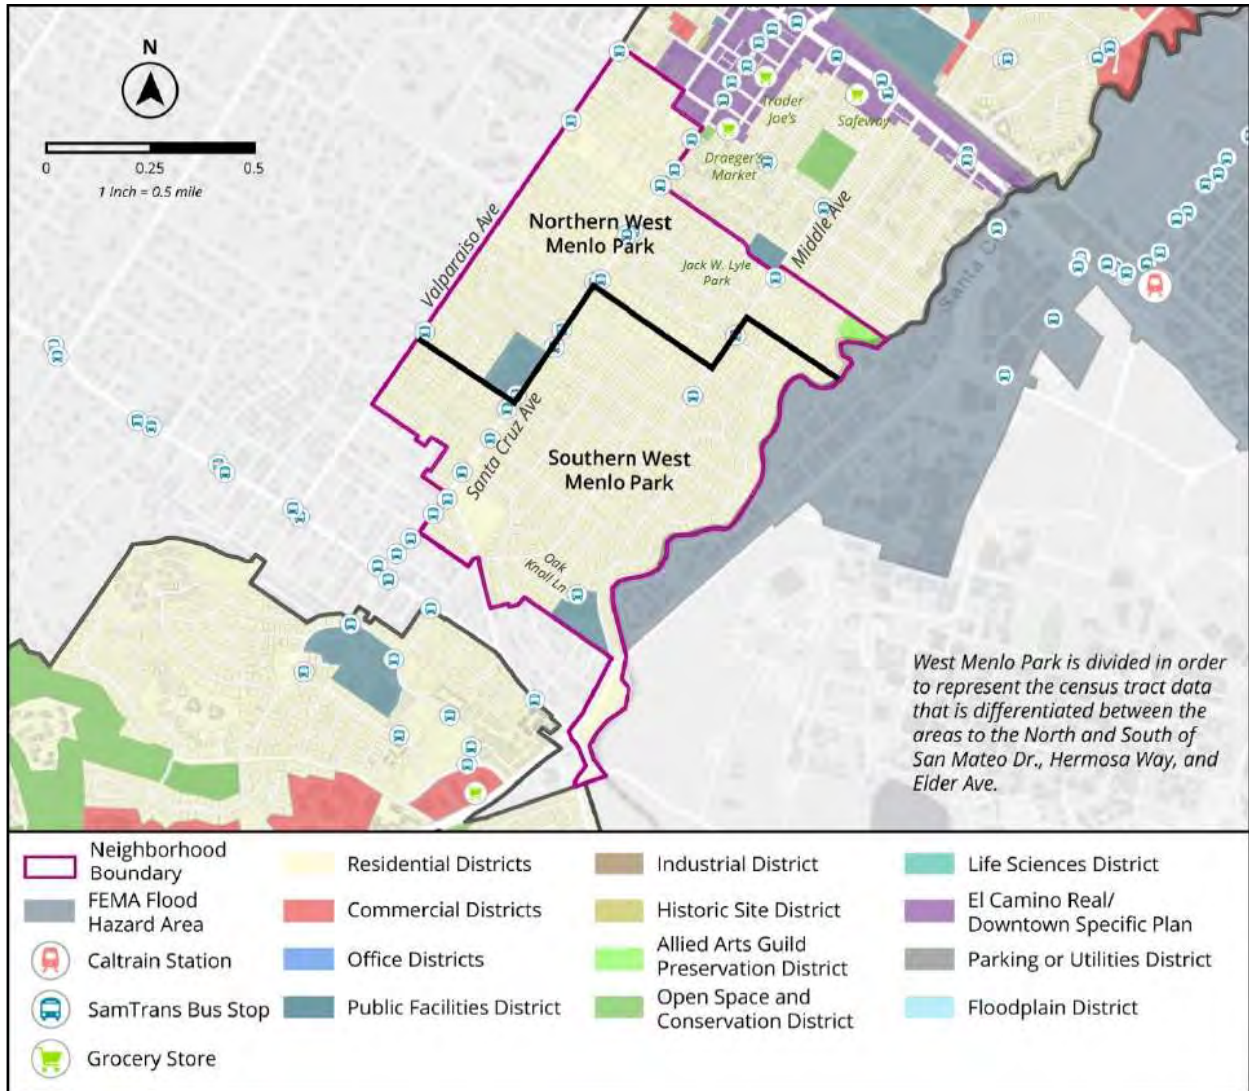 N
0
0.25
0.5
1 Inch = 0.5 mile
Trader
Joe's
Safeway
Draeger's
Market
Valparaiso Ave
Northern West
Menlo Park
Middle Ave
Jack W. Lyle
Park
Santa Cruz Ave
Southern West
Menlo Park
Oak
Knoll Ln
West Menlo Park is divided in order
to represent the census tract data
that is differentiated between the
areas to the North and South of
San Mateo Dr., Hermosa Way, and
Elder Ave.
Neighborhood
Boundary
FEMA Flood
Hazard Area
Caltrain Station
SamTrans Bus Stop
Grocery Store
Residential Districts
Commercial Districts
Office Districts
Public Facilities District
Industrial District
Historic Site District
Allied Arts Guild
Preservation District
Open Space and
Conservation District
Life Sciences District
El Camino Real/
Downtown Specific Plan
Parking or Utilities District
Floodplain District